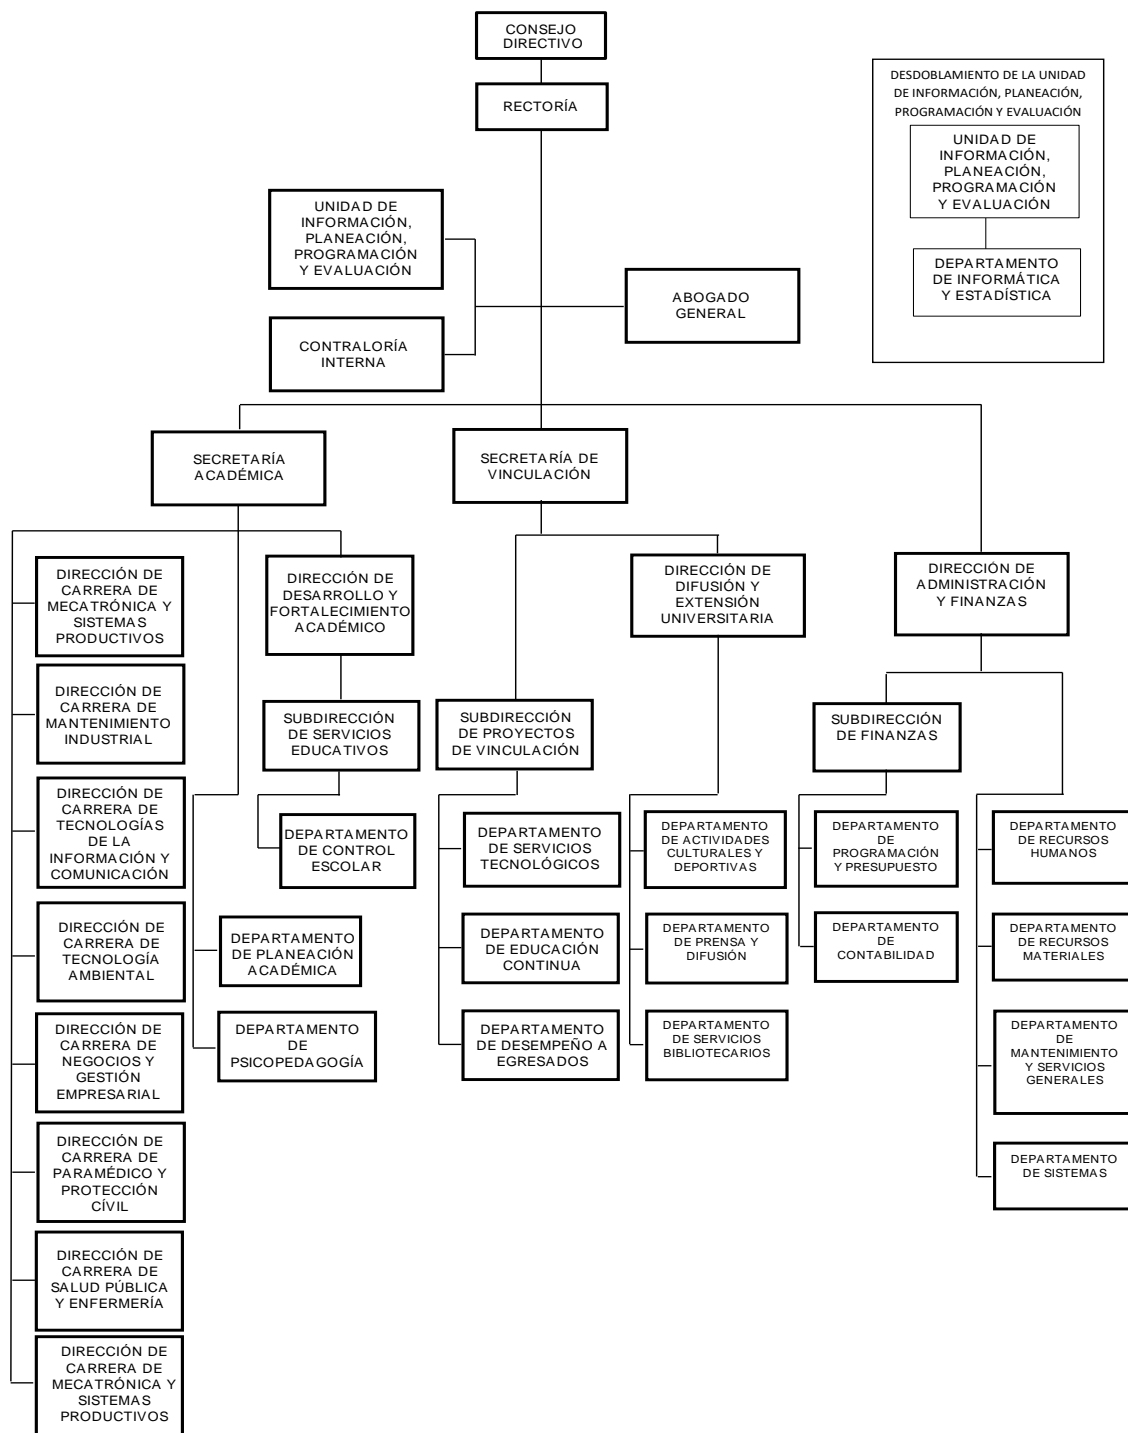 CONSEJO
DIRECTIVO
RECTORÍA
DESDOBLAMIENTO DE LA UNIDAD
DE INFORMACIÓN, PLANEACIÓN,
PROGRAMACIÓN Y EVALUACIÓN
UNIDAD DE
INFORMACIÓN,
PLANEACIÓN,
PROGRAMACIÓN
Y EVALUACIÓN
DEPARTAMENTO
DE INFORMÁTICA
Y ESTADÍSTICA
UNIDAD DE
INFORMACIÓN,
PLANEACIÓN,
PROGRAMACIÓN
Y EVALUACIÓN
ABOGADO
GENERAL
CONTRALORÍA
INTERNA
SECRETARÍA
ACADÉMICA
SECRETARÍA DE
VINCULACIÓN
DIRECCIÓN DE
CARRERA DE
MECATRÓNICA Y
SISTEMAS
PRODUCTIVOS
DIRECCIÓN DE
CARRERA DE
MANTENIMIENTO
INDUSTRIAL
DIRECCIÓN DE
CARRERA DE
TECNOLOGÍAS
DE LA
INFORMACIÓN Y
COMUNICACIÓN
DIRECCIÓN DE
CARRERA DE
TECNOLOGÍA
AMBIENTAL
DIRECCIÓN DE
CARRERA DE
NEGOCIOS Y
GESTIÓN
EMPRESARIAL
DIRECCIÓN DE
CARRERA DE
PARAMÉDICO Y
PROTECCIÓN
CÍVIL
DIRECCIÓN DE
CARRERA DE
SALUD PÚBLICA
Y ENFERMERÍA
DIRECCIÓN DE
CARRERA DE
MECATRÓNICA Y
SISTEMAS
PRODUCTIVOS
DIRECCIÓN DE
DESARROLLO Y
FORTALECIMIENTO
ACADÉMICO
SUBDIRECCIÓN
DE SERVICIOS
EDUCATIVOS
DEPARTAMENTO
DE CONTROL
ESCOLAR
DEPARTAMENTO
DE PLANEACIÓN
ACADÉMICA
DEPARTAMENTO
DE
PSICOPEDAGOGÍA
DIRECCIÓN DE
DIFUSIÓN Y
EXTENSIÓN
UNIVERSITARIA
SUBDIRECCIÓN
DE PROYECTOS
DE VINCULACIÓN
DEPARTAMENTO
DE SERVICIOS
TECNOLÓGICOS
DEPARTAMENTO
DE EDUCACIÓN
CONTINUA
DEPARTAMENTO
DE DESEMPEÑO A
EGRESADOS
DEPARTAMENTO
DE ACTIVIDADES
CULTURALES Y
DEPORTIVAS
DEPARTAMENTO
DE PRENSA Y
DIFUSIÓN
DEPARTAMENTO
DE SERVICIOS
BIBLIOTECARIOS
DIRECCIÓN DE
ADMINISTRACIÓN
Y FINANZAS
SUBDIRECCIÓN
DE FINANZAS
DEPARTAMENTO
DE
PROGRAMACIÓN
Y PRESUPUESTO
DEPARTAMENTO
DE
CONTABILIDAD
DEPARTAMENTO
DE RECURSOS
HUMANOS
DEPARTAMENTO
DE RECURSOS
MATERIALES
DEPARTAMENTO
DE
MANTENIMIENTO
Y SERVICIOS
GENERALES
DEPARTAMENTO
DE SISTEMAS